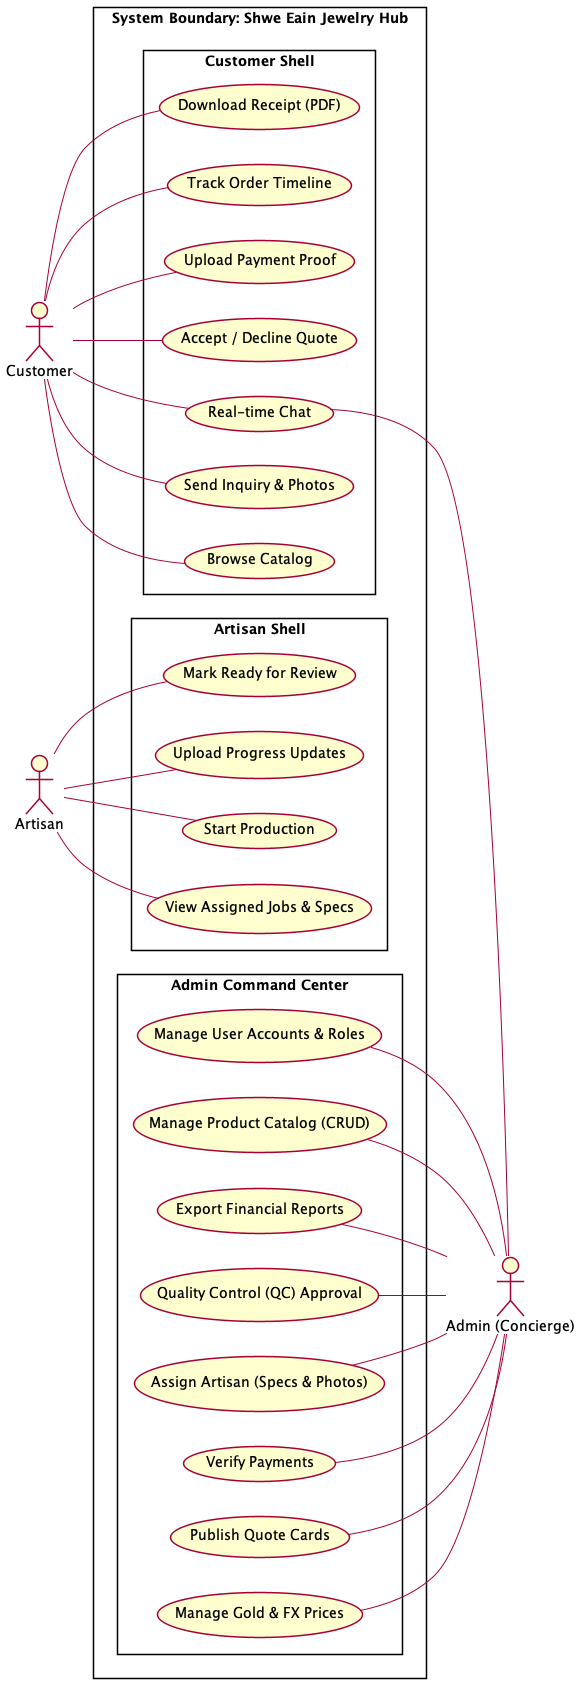 System Boundary: Shwe Eain Jewelry Hub
Customer Shell
Download Receipt (PDF)
Track Order Timeline
Upload Payment Proof
Accept / Decline Quote
Customer
Real-time Chat
Send Inquiry & Photos
Browse Catalog
Artisan Shell
Mark Ready for Review
Upload Progress Updates
Artisan
Start Production
View Assigned Jobs & Specs
Admin Command Center
Manage User Accounts & Roles
Manage Product Catalog (CRUD)
Export Financial Reports
Quality Control (QC) Approval
Admin (Concierge)
Assign Artisan (Specs & Photos)
Verify Payments
Publish Quote Cards
Manage Gold & FX Prices